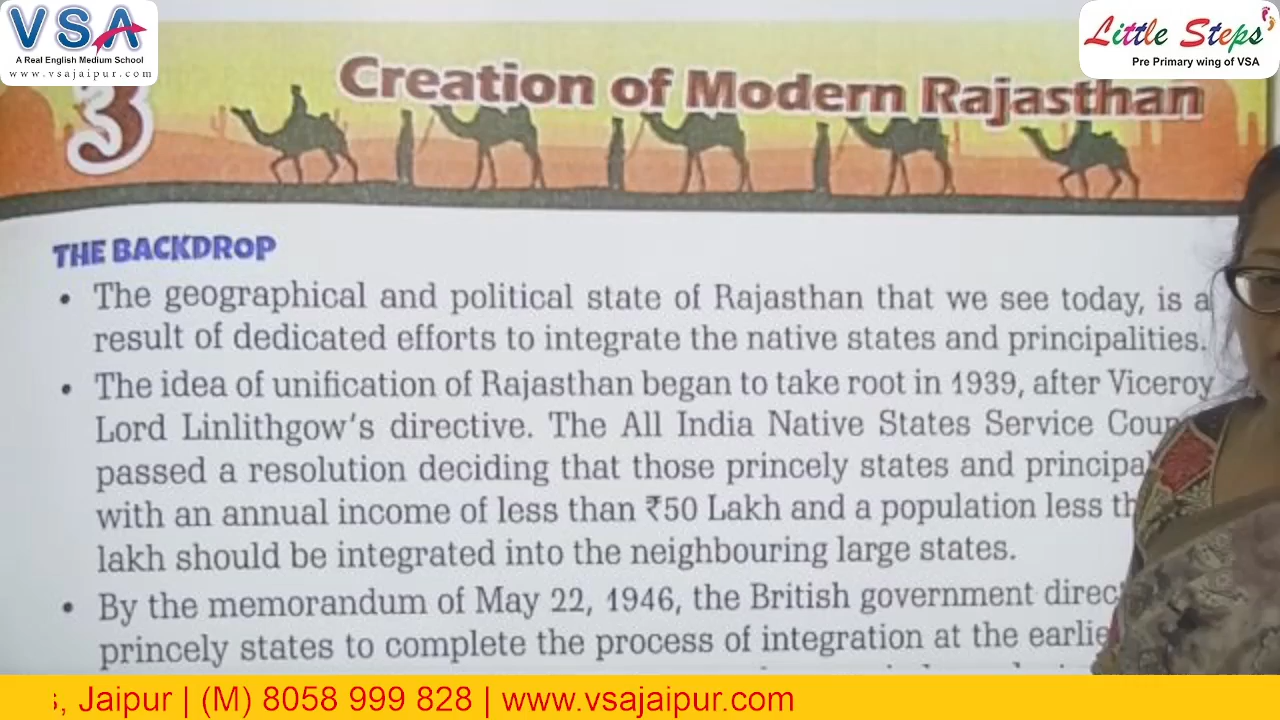 VSA
A Real English Medium School
www.vsajaipur.com
Little Steps
Pre Primary wing of VSA
3
Creation of Modern Rajasthan
THE BACKDROP
• The geographical and political state of Rajasthan that we see today, is a
result of dedicated efforts to integrate the native states and principalities.
• The idea of unification of Rajasthan began to take root in 1939, after Viceroy
Lord Linlithgow's directive. The All India Native States Service
passed a resolution deciding that those princely states and
with an annual income of less than ₹50 Lakh and a population less
lakh should be integrated into the neighbouring large states.
• By the memorandum of May 22, 1946, the British government
princely states to complete the process of integration at the
, Jaipur | (M) 8058 999 828 | www.vsajaipur.com